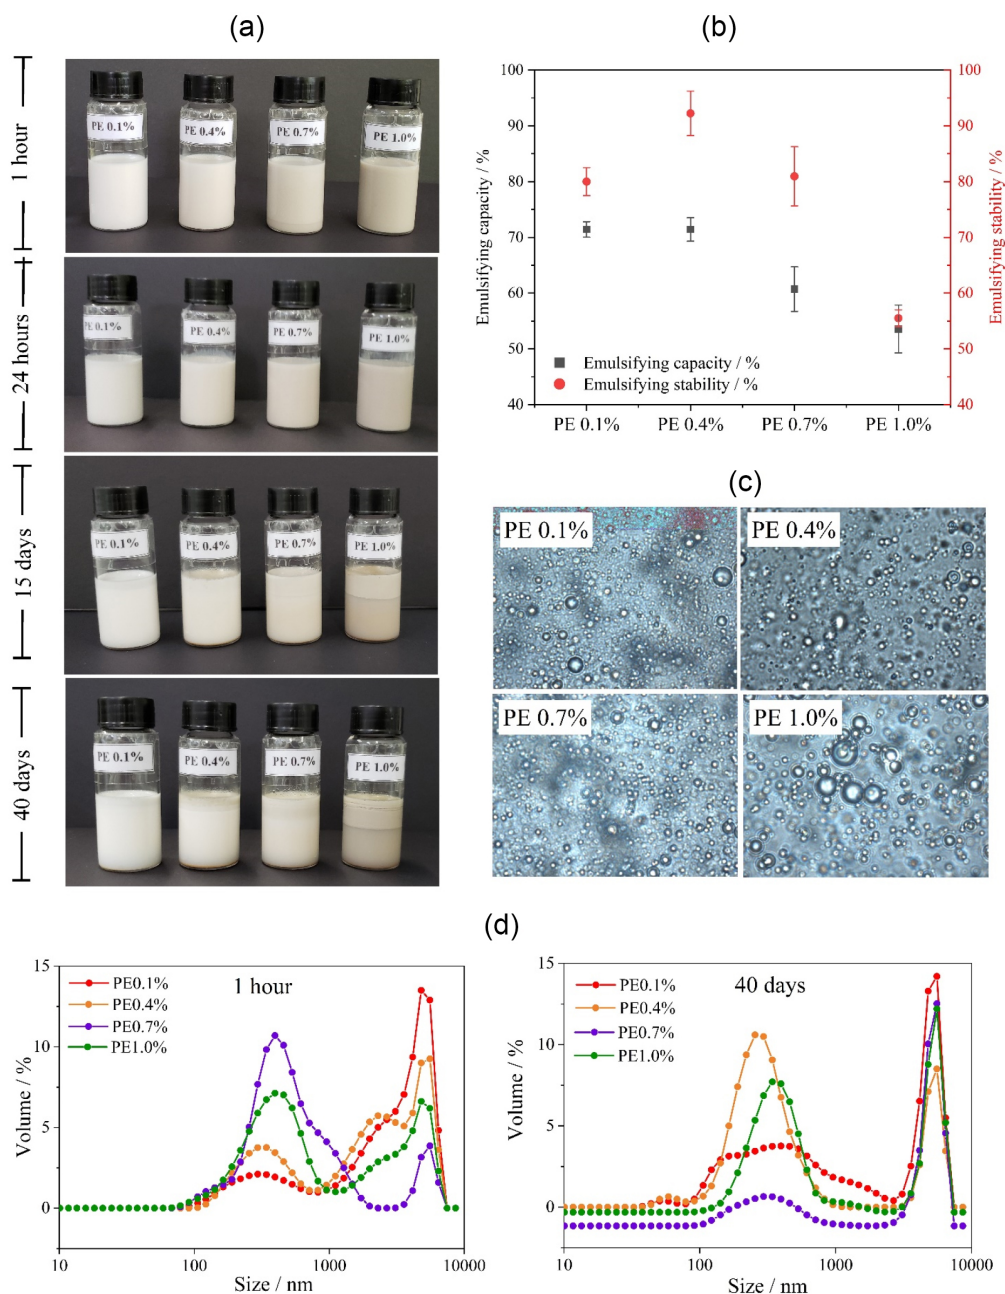 (a)
1 hour
PE 0.1%
PE 0.4%
PE 0.7%
PE 1.0%
24 hours
PE 0.1%
PE 0.4%
PE 0.7%
PE 1.0%
15 days
PE 0.1%
PE 0.4%
PE 0.7%
PE 1.0%
40 days
PE 0.1%
PE 0.4%
PE 0.7%
PE 1.0%
(b)
Emulsifying capacity / %
100
90
80
70
60
50
40
100
90
80
70
60
50
40
Emulsifying stability / %
Emulsifying capacity / %
Emulsifying stability / %
PE 0.1%
PE 0.4%
PE 0.7%
PE 1.0%
(c)
PE 0.1%
PE 0.4%
PE 0.7%
PE 1.0%
(d)
Volume / %
15
10
5
0
1 hour
PE0.1%
PE0.4%
PE0.7%
PE1.0%
10
100
1000
10000
Size / nm
Volume / %
15
10
5
0
40 days
PE0.1%
PE0.4%
PE0.7%
PE1.0%
10
100
1000
10000
Size / nm